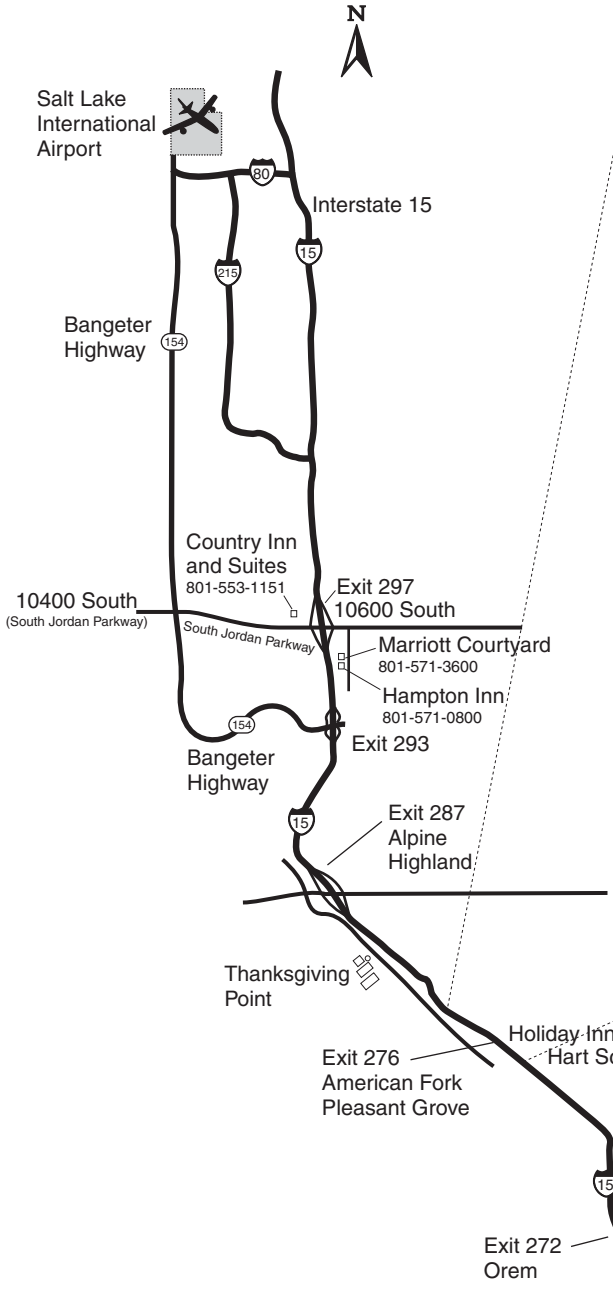 N
Salt Lake
International
Airport
80
Interstate 15
15
215
Bangeter
Highway
154
Country Inn
and Suites
801-553-1151
Exit 297
10600 South
10400 South
(South Jordan Parkway)
South Jordan Parkway
Marriott Courtyard
801-571-3600
Hampton Inn
801-571-0800
154
Exit 293
Bangeter
Highway
15
Exit 287
Alpine
Highland
Thanksgiving
Point
Holiday Inn
Hart Sc
Exit 276
American Fork
Pleasant Grove
15
Exit 272
Orem